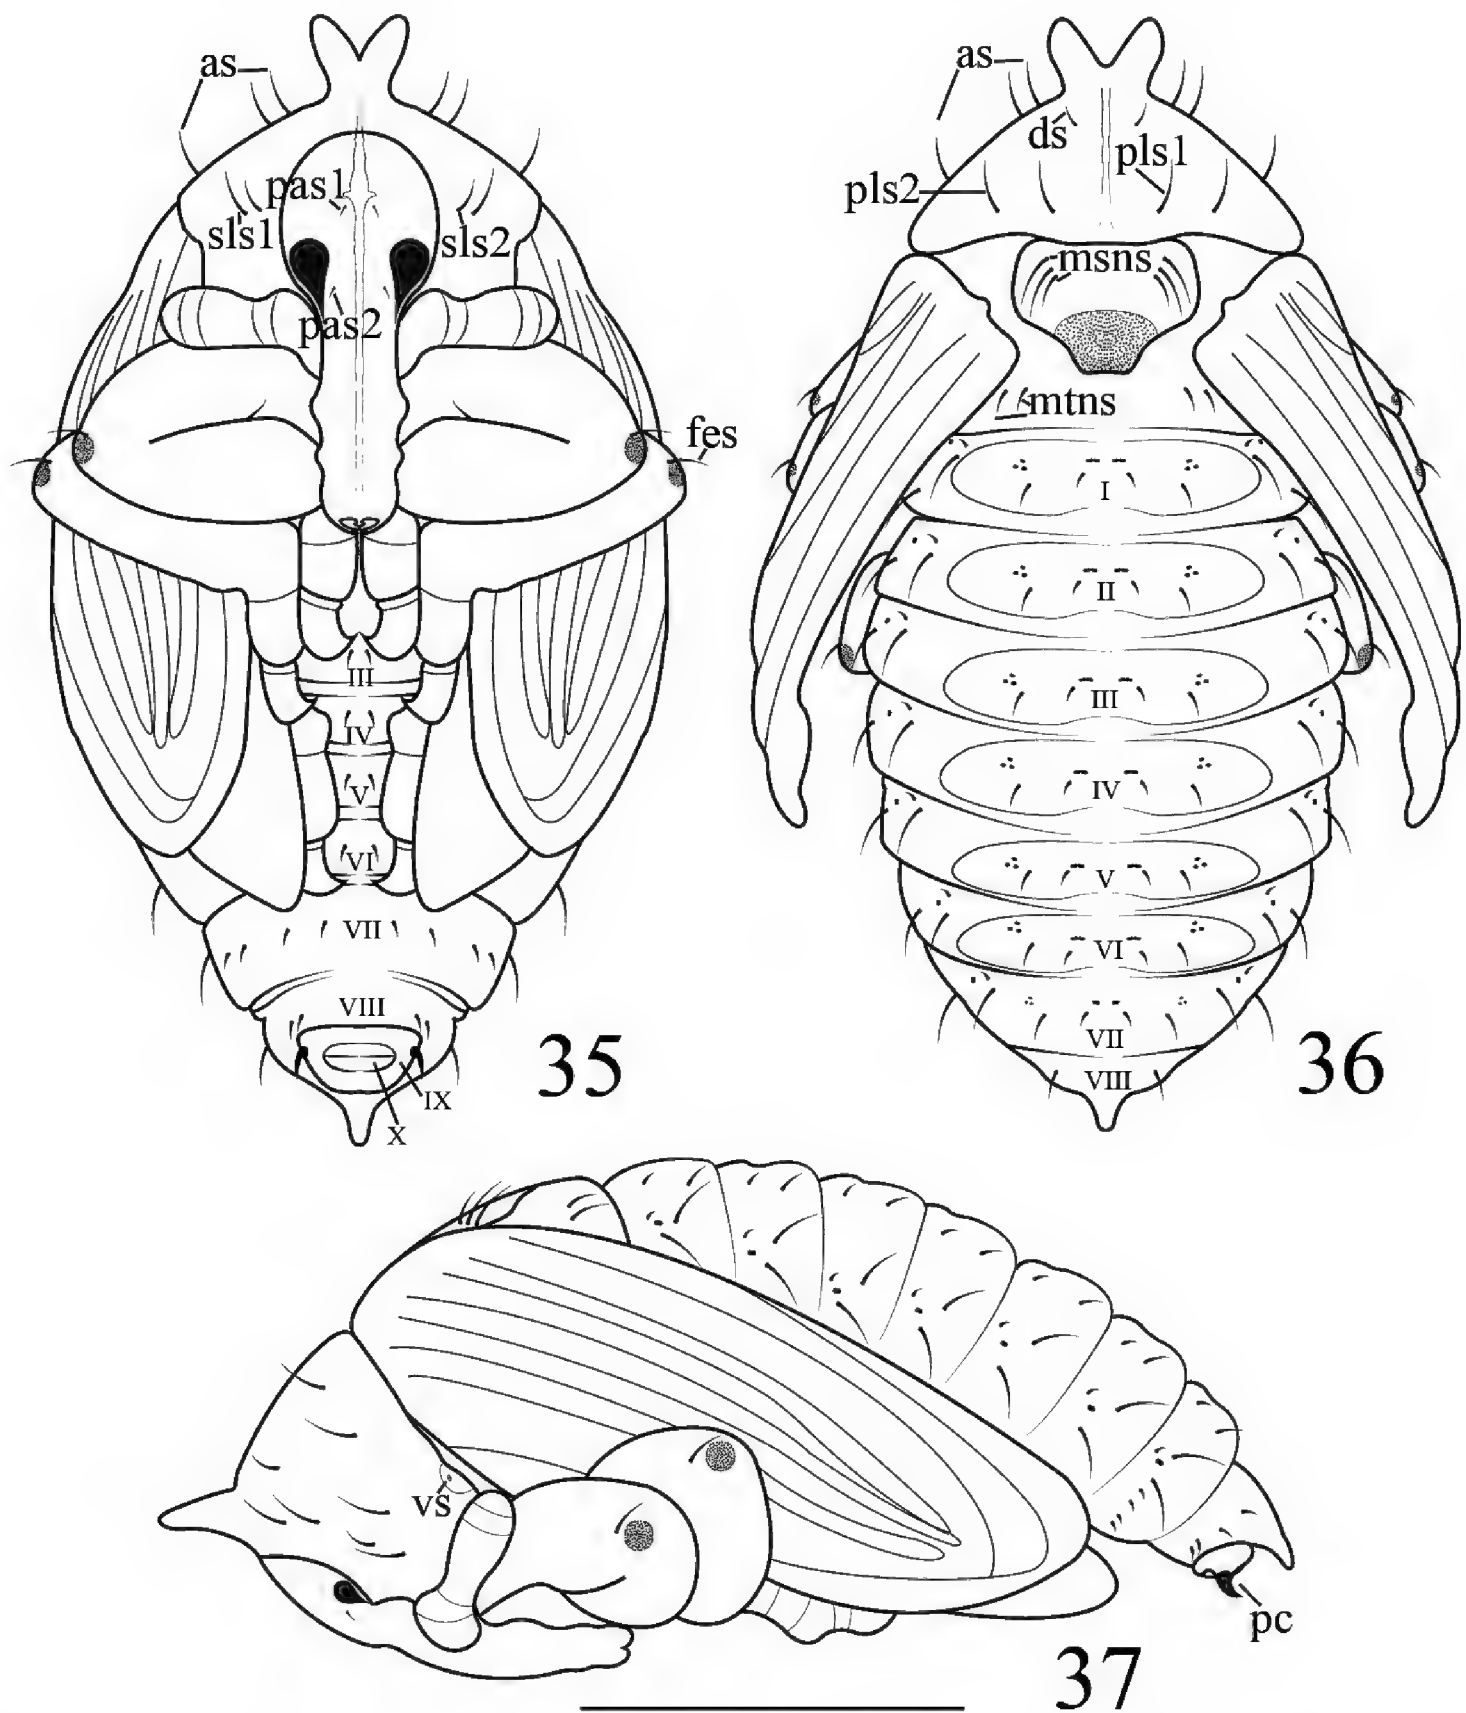 as
pas1
sls1
sls2
pas2
fes
III
IV
V
VI
VII
VIII
IX
X
35
as
ds
pls1
pls2
msns
mtns
I
II
III
IV
V
VI
VII
VIII
36
vs
pc
37